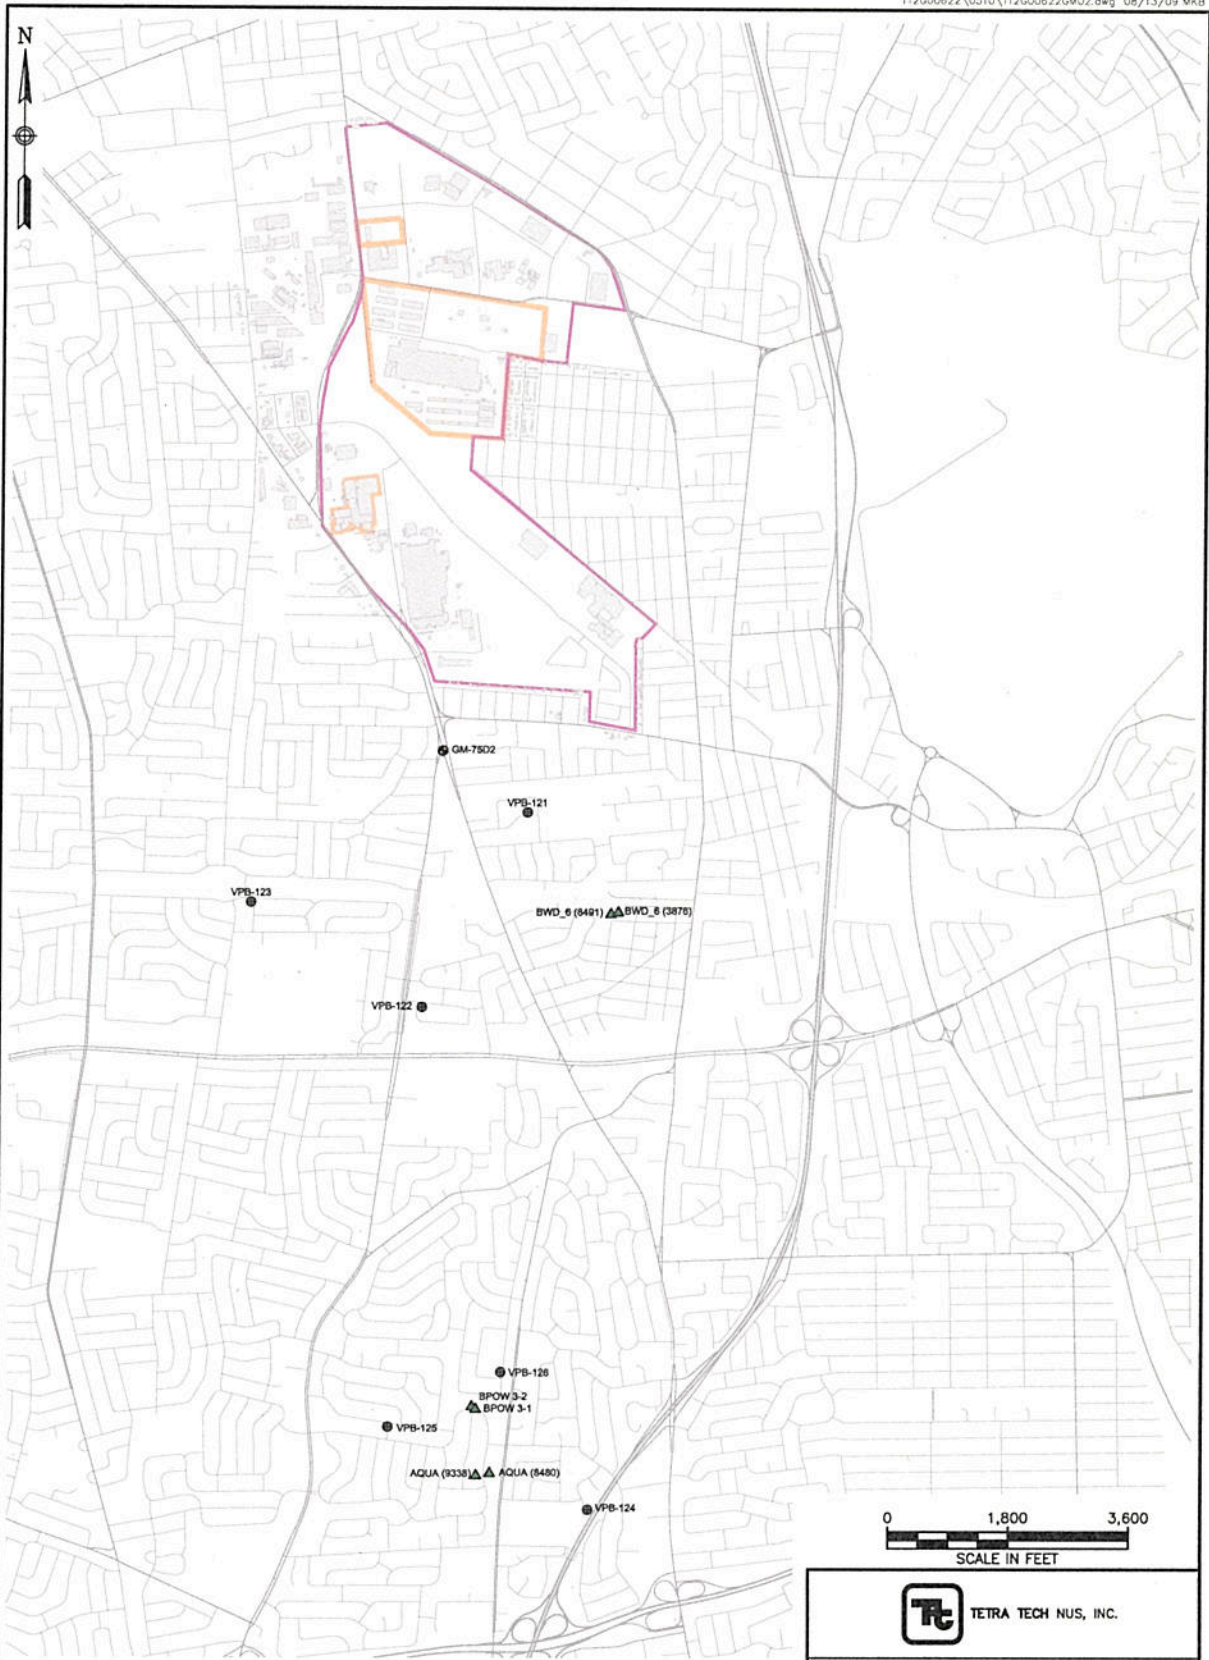 N
GM-75D2
VPB-121
VPB-123
BWD_6 (8491) BWD_6 (3876)
VPB-122
VPB-126
BPOW 3-2
BPOW 3-1
VPB-125
AQUA (9338) AQUA (8480)
VPB-124
0 1,800 3,600
SCALE IN FEET
TETRA TECH NUS, INC.